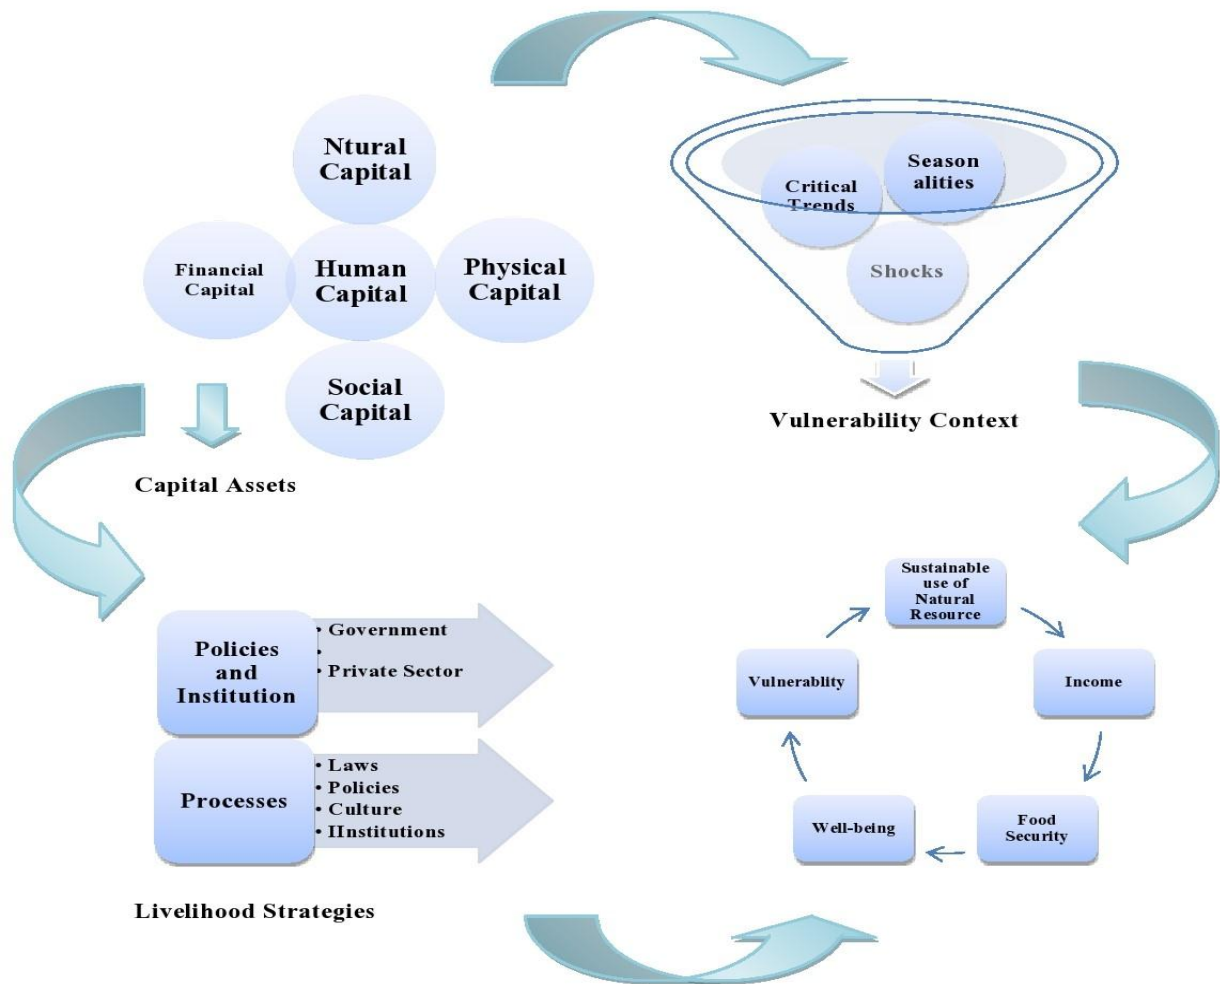 Ntural
Capital
Financial
Capital
Human
Capital
Physical
Capital
Social
Capital
Capital Assets
Critical
Trends
Season
alities
Shocks
Vulnerability Context
Policies
and
Institution
• Government
•
• Private Sector
Processes
• Laws
• Policies
• Culture
• IInstitutions
Livelihood Strategies
Sustainable
use of
Natural
Resource
Income
Food
Security
Well-being
Vulnerablity